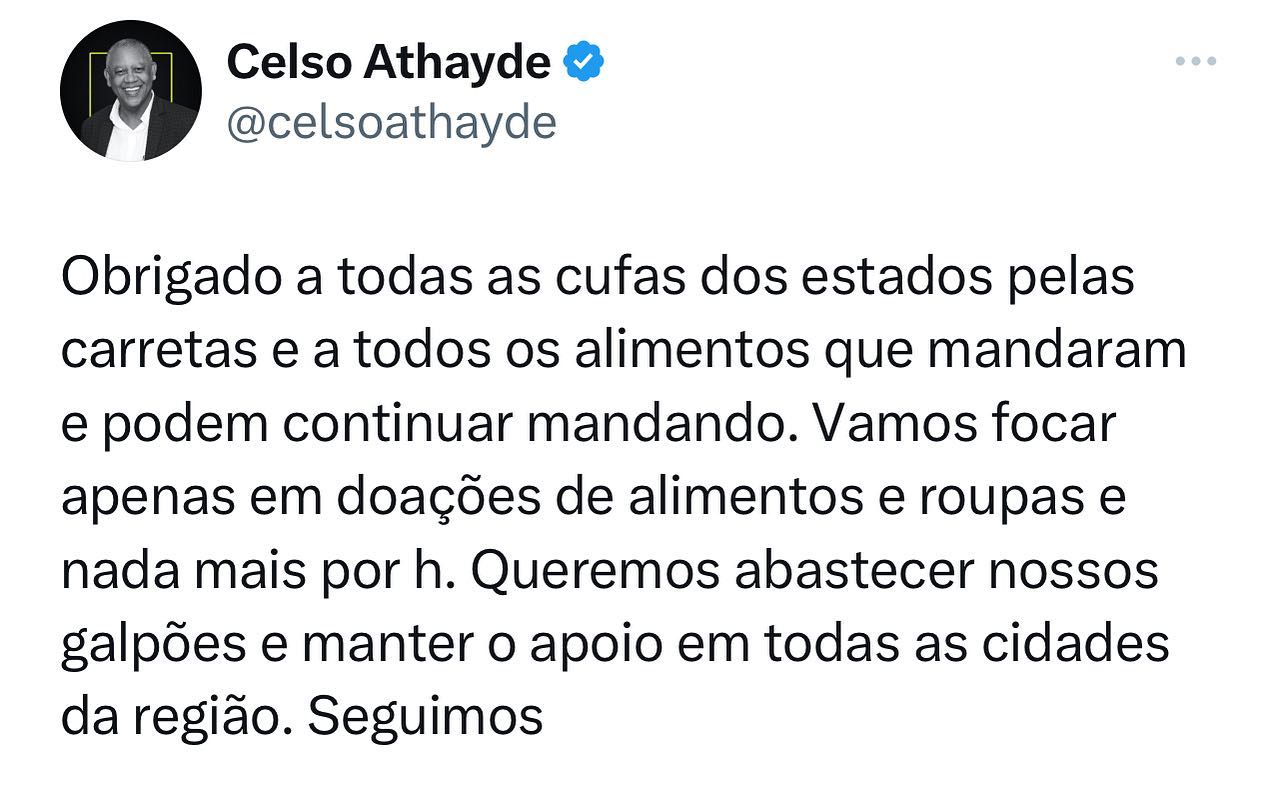 Celso Athayde
@celsoathayde
Obrigado a todas as cufas dos estados pelas
carretas e a todos os alimentos que mandaram
e podem continuar mandando. Vamos focar
apenas em doações de alimentos e roupas e
nada mais por h. Queremos abastecer nossos
galpões e manter o apoio em todas as cidades
da região. Seguimos